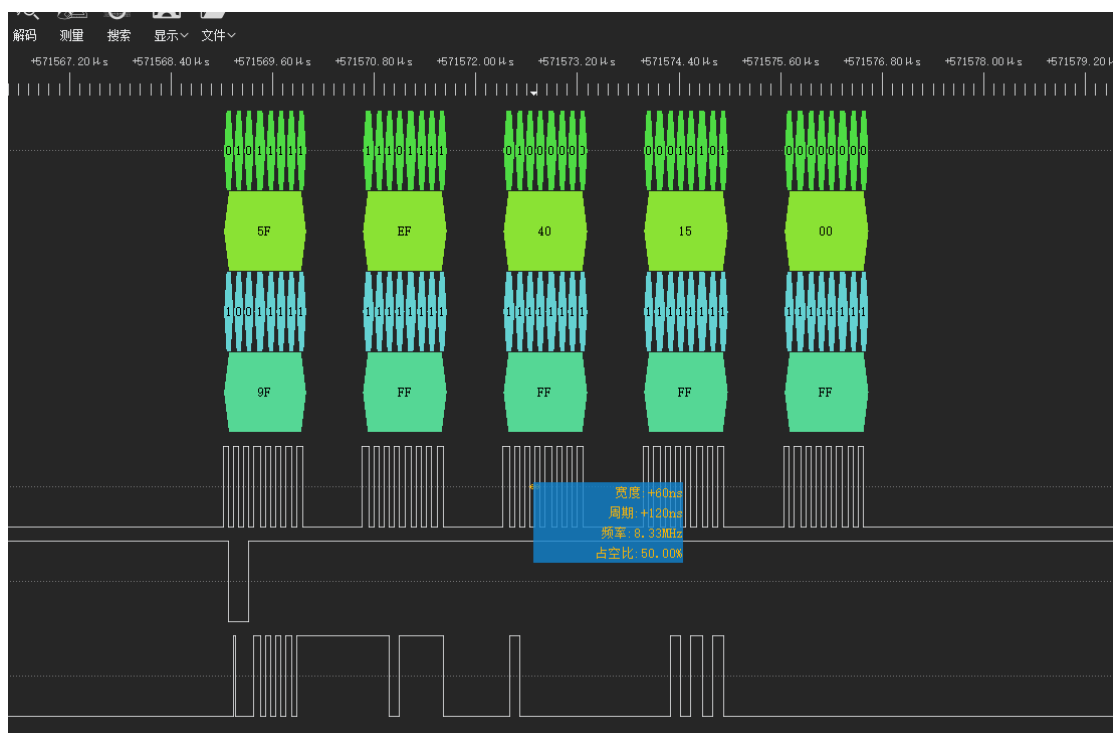 解码 测量 搜索 显示 文件
+571567.20μs +571568.40μs +571569.60μs +571570.80μs +571572.00μs +571573.20μs +571574.40μs +571575.60μs +571576.80μs +571578.00μs +571579.20μ
0 1 0 1 1 1 1 1 1 1 1 0 1 1 1 1 0 1 0 0 0 0 0 0 0 0 0 1 0 1 0 1 0 0 0 0 0 0 0 0
5F EF 40 15 00
1 0 0 1 1 1 1 1 1 1 1 1 1 1 1 1 1 1 1 1 1 1 1 1 1 1 1 1 1 1 1 1 1 1 1 1 1 1 1 1
9F FF FF FF FF
宽度:+60ns
周期:+120ns
频率:8.33MHz
占空比:50.00%